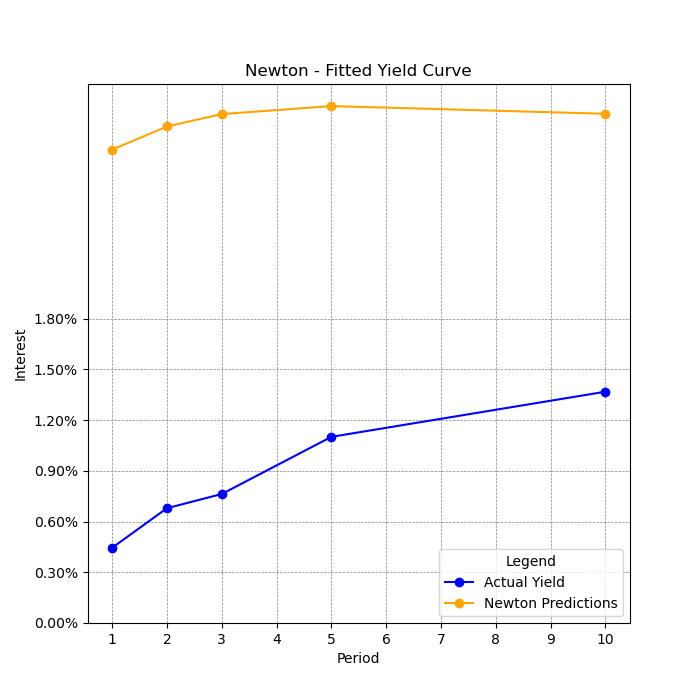 Newton - Fitted Yield Curve
Interest
1.80%
1.50%
1.20%
0.90%
0.60%
0.30%
0.00%
Legend
Actual Yield
Newton Predictions
1 2 3 4 5 6 7 8 9 10
Period